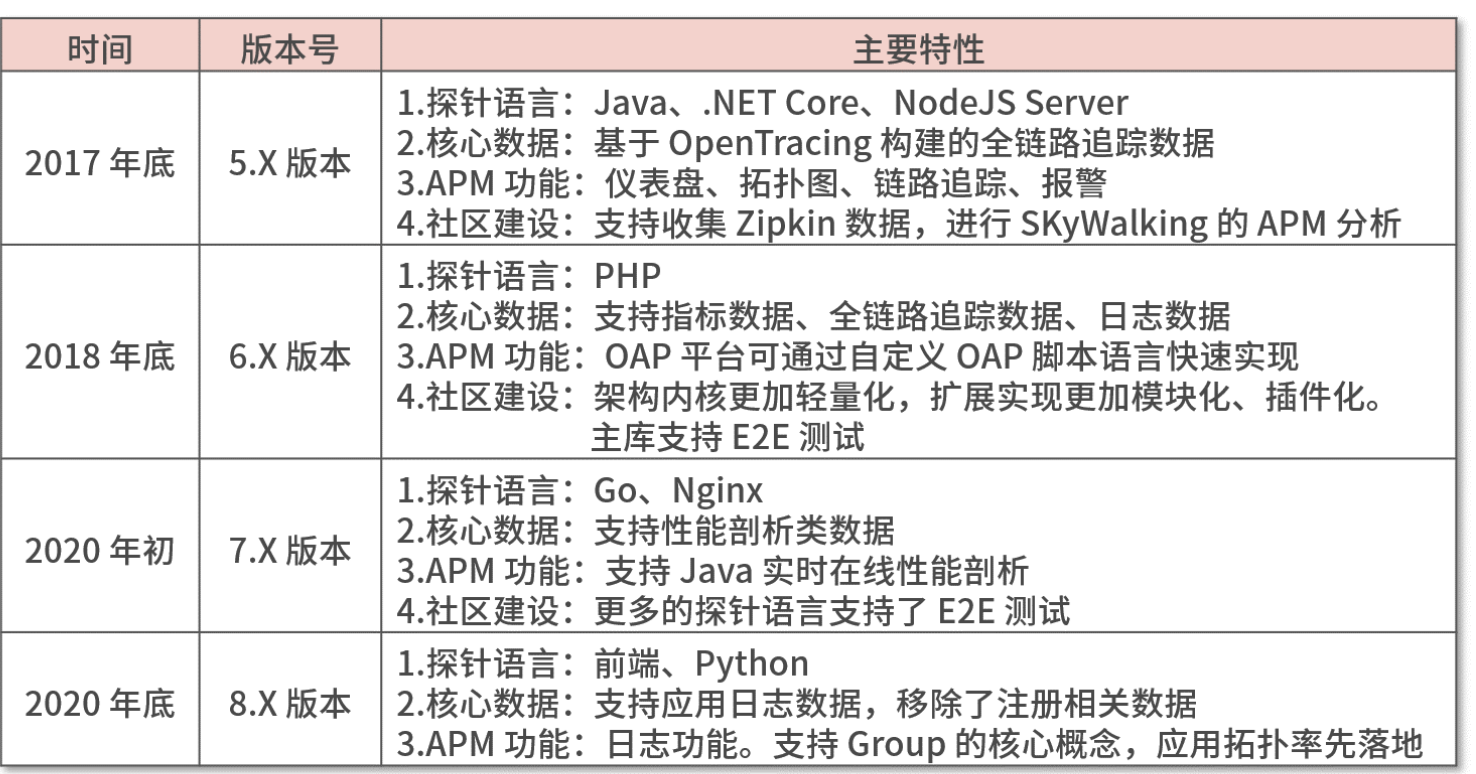 时间 版本号 主要特性
2017 年底 5.X 版本
1.探针语言：Java、.NET Core、NodeJS Server
2.核心数据：基于 OpenTracing 构建的全链路追踪数据
3.APM 功能：仪表盘、拓扑图、链路追踪、报警
4.社区建设：支持收集 Zipkin 数据，进行 SKyWalking 的 APM 分析
2018 年底 6.X 版本
1.探针语言：PHP
2.核心数据：支持指标数据、全链路追踪数据、日志数据
3.APM 功能：OAP 平台可通过自定义 OAP 脚本语言快速实现
4.社区建设：架构内核更加轻量化，扩展实现更加模块化、插件化。
主库支持 E2E 测试
2020 年初 7.X 版本
1.探针语言：Go、Nginx
2.核心数据：支持性能剖析类数据
3.APM 功能：支持 Java 实时在线性能剖析
4.社区建设：更多的探针语言支持了 E2E 测试
2020 年底 8.X 版本
1.探针语言：前端、Python
2.核心数据：支持应用日志数据，移除了注册相关数据
3.APM 功能：日志功能。支持 Group 的核心概念，应用拓扑率先落地